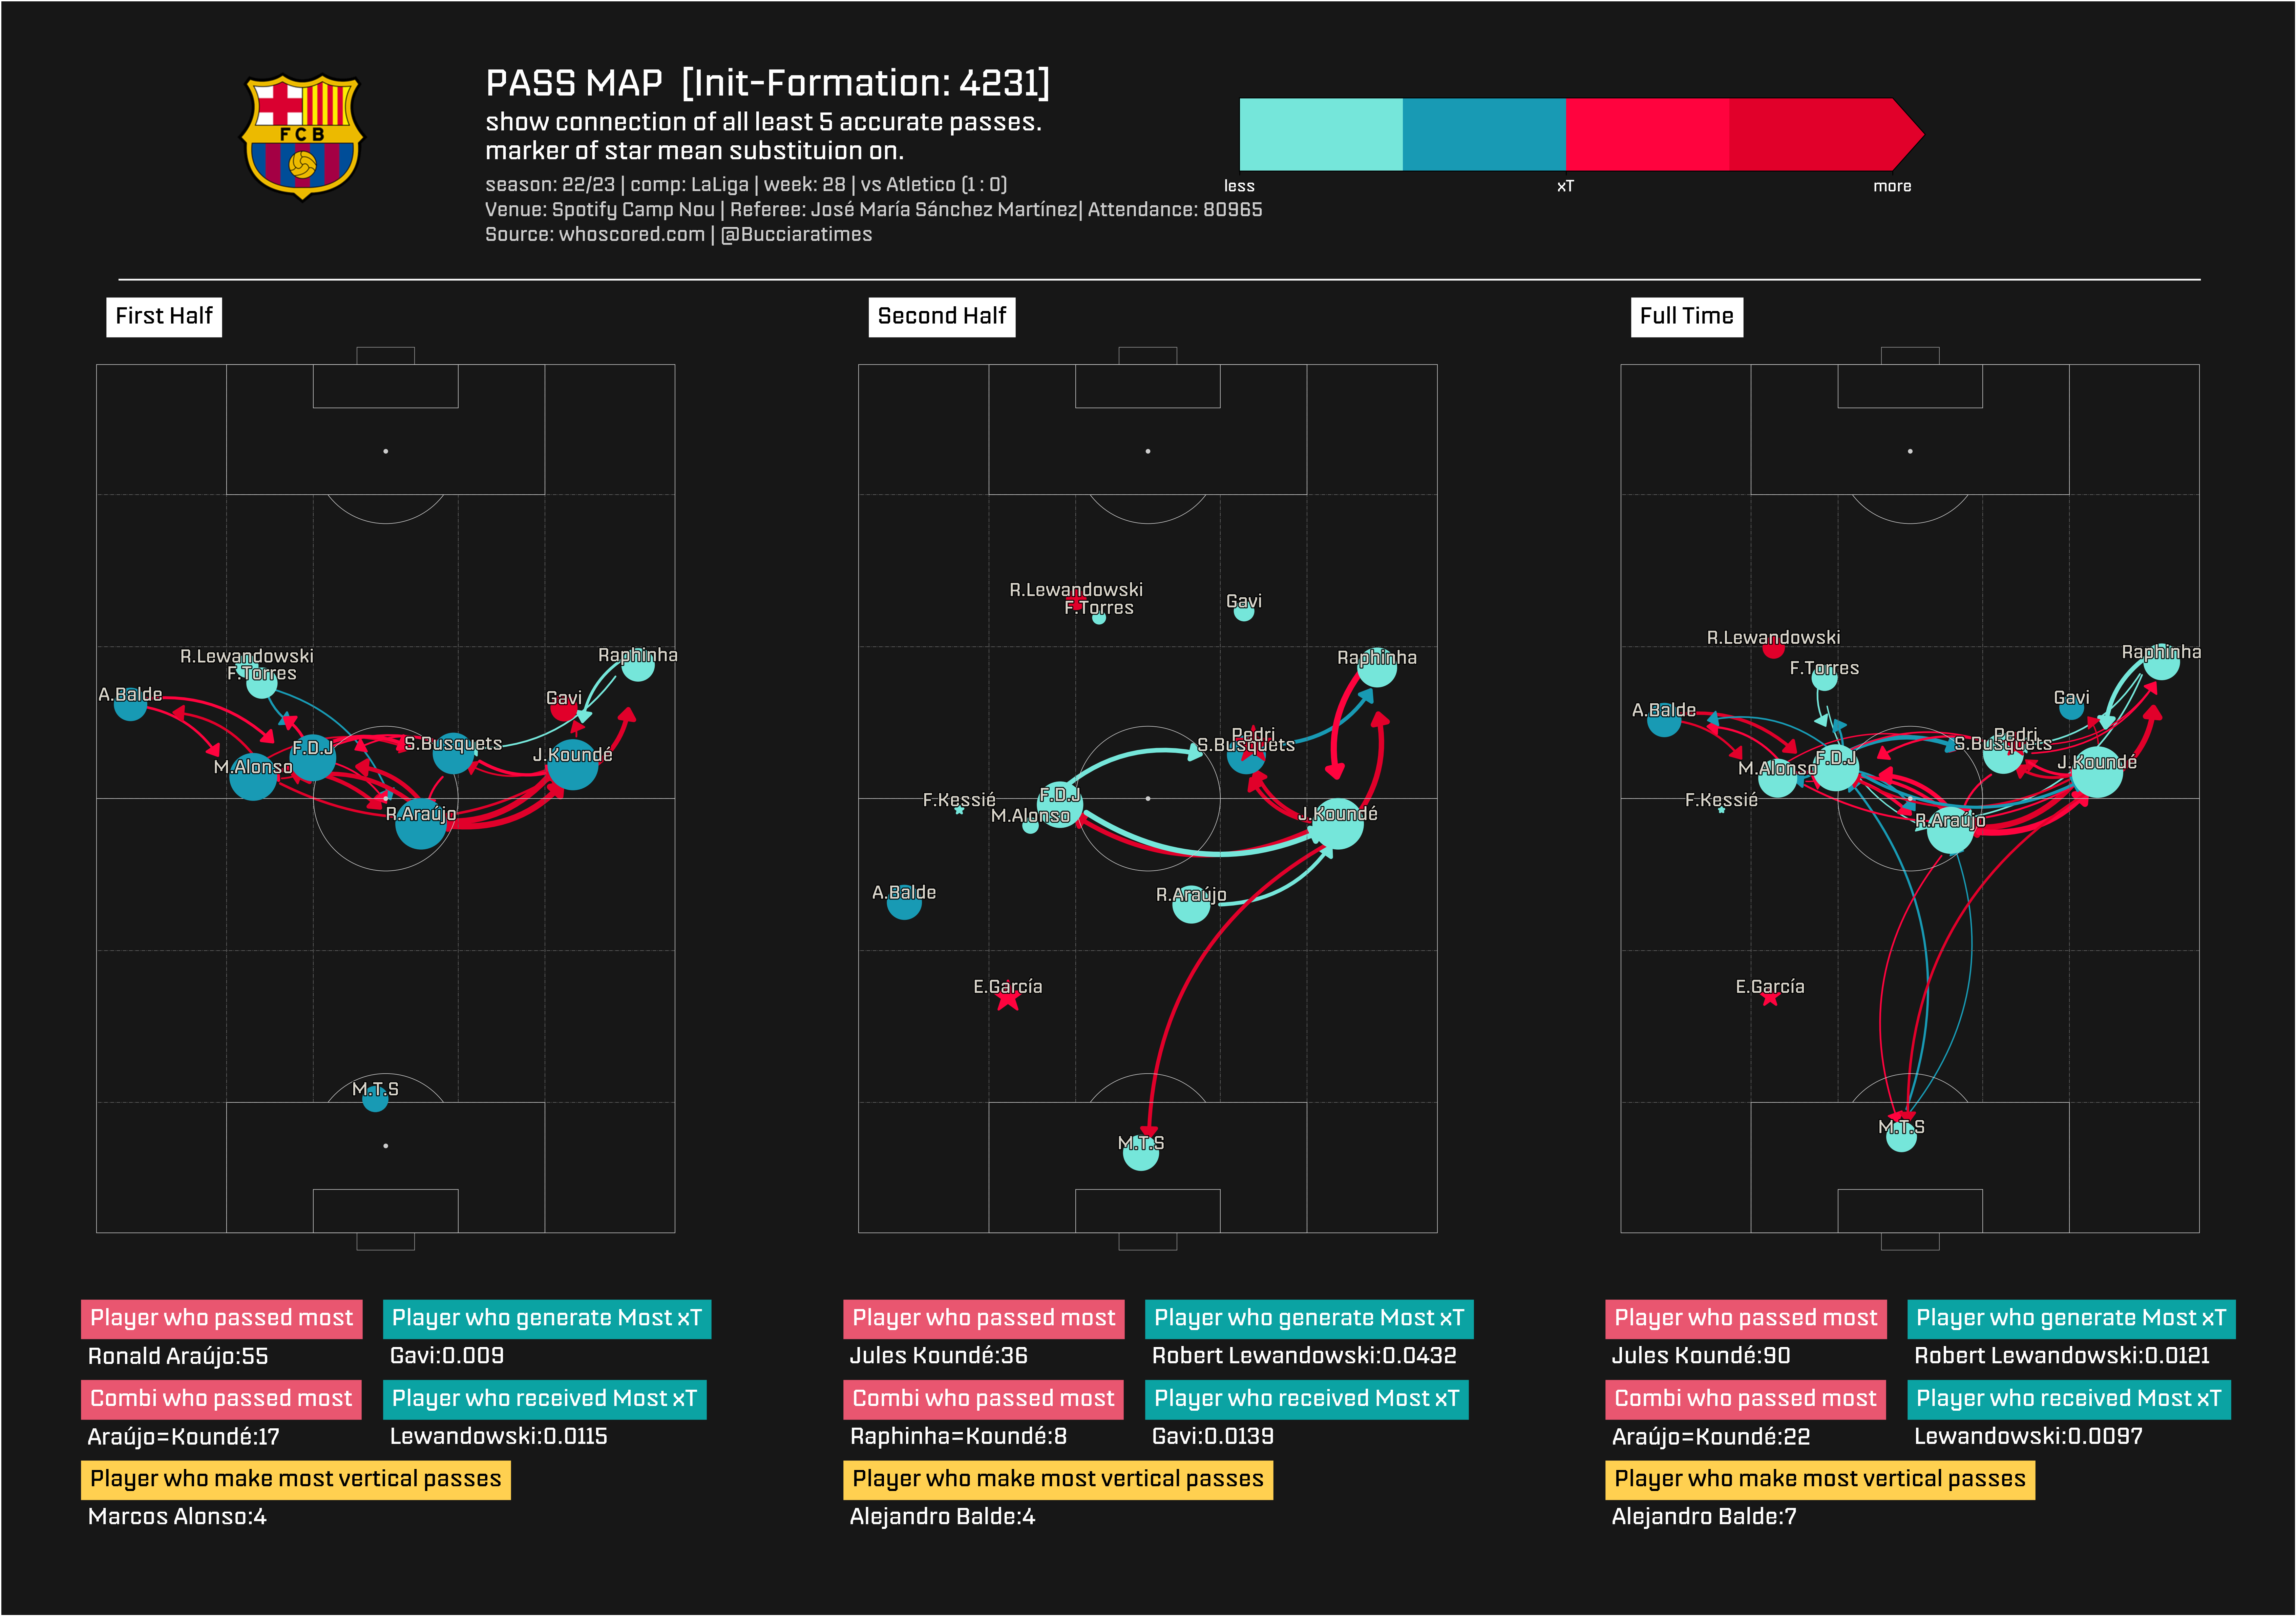 FCB
PASS MAP [Init-Formation: 4231]
show connection of all least 5 accurate passes.
marker of star mean substituion on.
season: 22/23 | comp: LaLiga | week: 28 | vs Atletico (1 : 0)
Venue: Spotify Camp Nou | Referee: José María Sánchez Martínez| Attendance: 80965
Source: whoscored.com | @Bucciaratimes
less
xT
more
First Half
R.Lewandowski
F.Torres
Raphinha
A.Balde
Gavi
F.D.J
S.Busquets
M.Alonso
J.Koundé
R.Araújo
M.T.S
Player who passed most
Ronald Araújo:55
Player who generate Most xT
Gavi:0.009
Combi who passed most
Araújo=Koundé:17
Player who received Most xT
Lewandowski:0.0115
Player who make most vertical passes
Marcos Alonso:4
Second Half
R.Lewandowski
F.Torres
Gavi
Raphinha
Pedri
S.Busquets
F.Kessié
F.D.J
M.Alonso
J.Koundé
A.Balde
R.Araújo
E.García
M.T.S
Player who passed most
Jules Koundé:36
Player who generate Most xT
Robert Lewandowski:0.0432
Combi who passed most
Raphinha=Koundé:8
Player who received Most xT
Gavi:0.0139
Player who make most vertical passes
Alejandro Balde:4
Full Time
R.Lewandowski
F.Torres
Raphinha
A.Balde
Gavi
Pedri
S.Busquets
F.D.J
M.Alonso
J.Koundé
F.Kessié
R.Araújo
E.García
M.T.S
Player who passed most
Jules Koundé:90
Player who generate Most xT
Robert Lewandowski:0.0121
Combi who passed most
Araújo=Koundé:22
Player who received Most xT
Lewandowski:0.0097
Player who make most vertical passes
Alejandro Balde:7